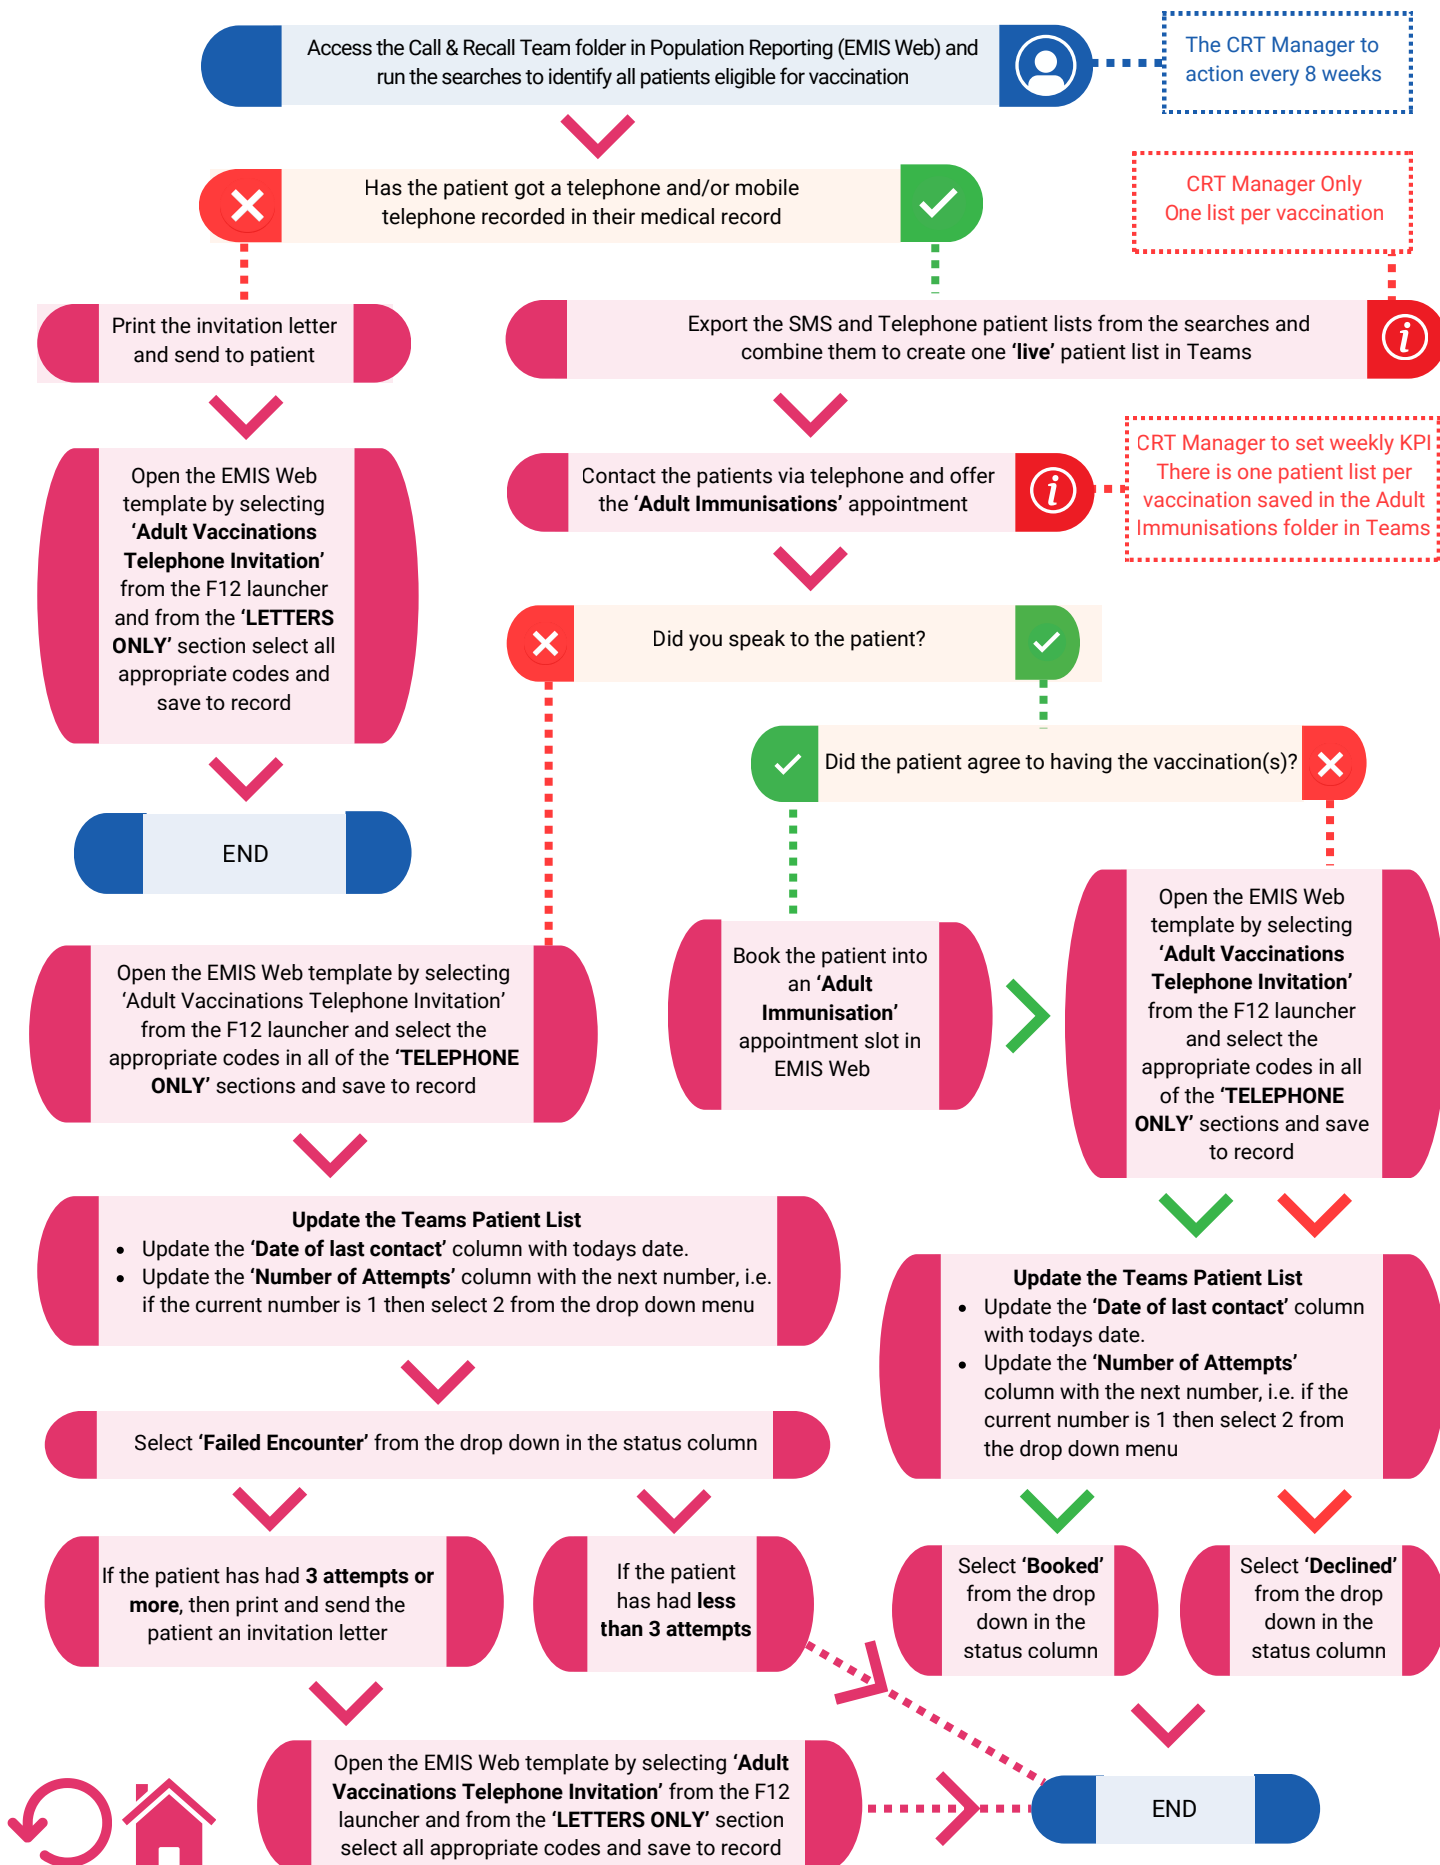 Access the Call & Recall Team folder in Population Reporting (EMIS Web) and
run the searches to identify all patients eligible for vaccination
The CRT Manager to
action every 8 weeks
Has the patient got a telephone and/or mobile
telephone recorded in their medical record
CRT Manager Only
One list per vaccination
Print the invitation letter
and send to patient
Export the SMS and Telephone patient lists from the searches and
combine them to create one ‘live’ patient list in Teams
i
Open the EMIS Web
template by selecting
‘Adult Vaccinations
Telephone Invitation’
from the F12 launcher
and from the ‘LETTERS
ONLY’ section select all
appropriate codes and
save to record
Contact the patients via telephone and offer
the ‘Adult Immunisations’ appointment
i
CRT Manager to set weekly KPI
There is one patient list per
vaccination saved in the Adult
Immunisations folder in Teams
Did you speak to the patient?
Did the patient agree to having the vaccination(s)?
END
Open the EMIS Web template by selecting
‘Adult Vaccinations Telephone Invitation’
from the F12 launcher and select the
appropriate codes in all of the ‘TELEPHONE
ONLY’ sections and save to record
Book the patient into
an ‘Adult
Immunisation’
appointment slot in
EMIS Web
Open the EMIS Web
template by selecting
‘Adult Vaccinations
Telephone Invitation’
from the F12 launcher
and select the
appropriate codes in all
of the ‘TELEPHONE
ONLY’ sections and save
to record
Update the Teams Patient List
• Update the ‘Date of last contact’ column with todays date.
• Update the ‘Number of Attempts’ column with the next number, i.e.
if the current number is 1 then select 2 from the drop down menu
Update the Teams Patient List
• Update the ‘Date of last contact’ column
with todays date.
• Update the ‘Number of Attempts’
column with the next number, i.e. if the
current number is 1 then select 2 from
the drop down menu
Select ‘Failed Encounter’ from the drop down in the status column
If the patient has had 3 attempts or
more, then print and send the
patient an invitation letter
If the patient
has had less
than 3 attempts
Select ‘Booked’
from the drop
down in the
status column
Select ‘Declined’
from the drop
down in the
status column
Open the EMIS Web template by selecting ‘Adult
Vaccinations Telephone Invitation’ from the F12
launcher and from the ‘LETTERS ONLY’ section
select all appropriate codes and save to record
END